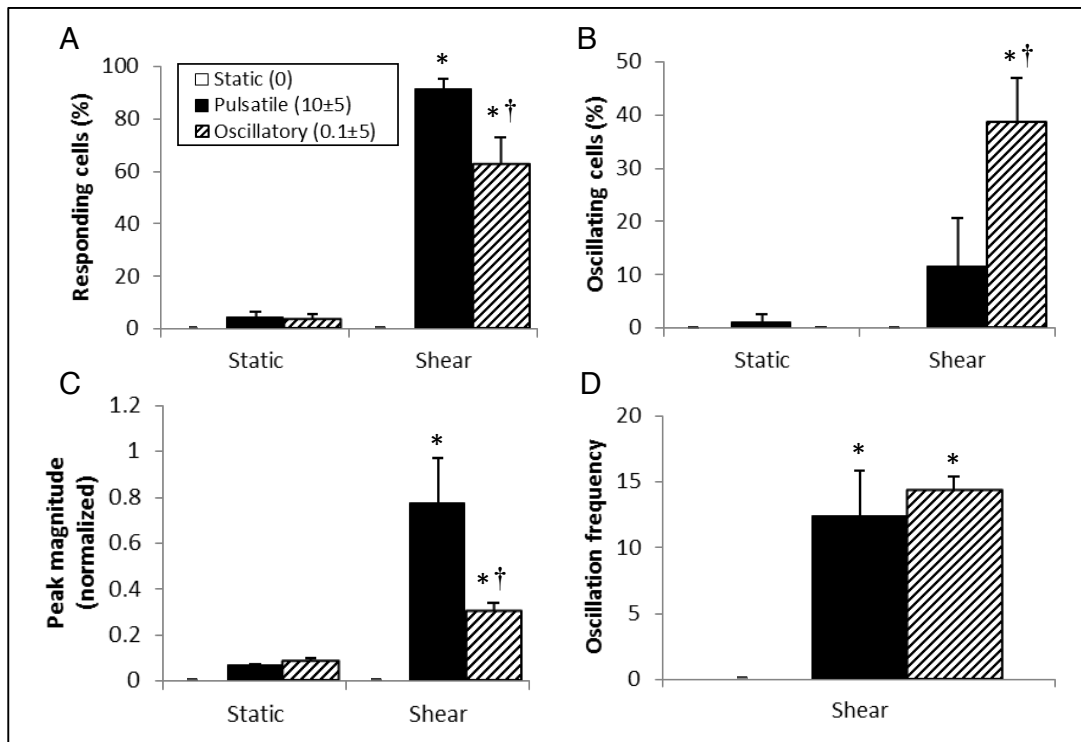 A
Responding cells (%)
100
80
60
40
20
0
Static (0)
Pulsatile (10±5)
Oscillatory (0.1±5)
*
*†
Static
Shear
B
Oscillating cells (%)
50
40
30
20
10
0
*†
Static
Shear
C
Peak magnitude
(normalized)
1.2
1
0.8
0.6
0.4
0.2
0
*
*†
Static
Shear
D
Oscillation frequency
20
15
10
5
0
*
*
Shear